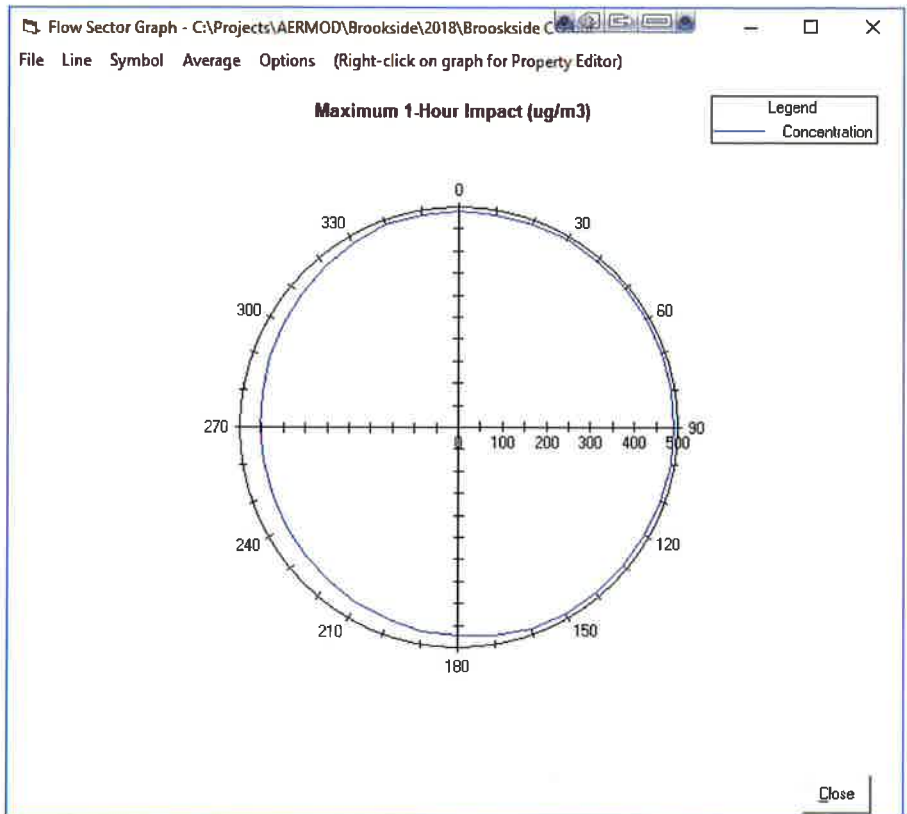 Flow Sector Graph - C:\Projects\AERMOD\Brookside\2018\Brooskside C
File Line Symbol Average Options (Right-click on graph for Property Editor)
Maximum 1-Hour Impact (ug/m3)
Legend
Concentration
0
330
30
300
60
270
90
0 100 200 300 400 500
240
120
210
150
180
Close